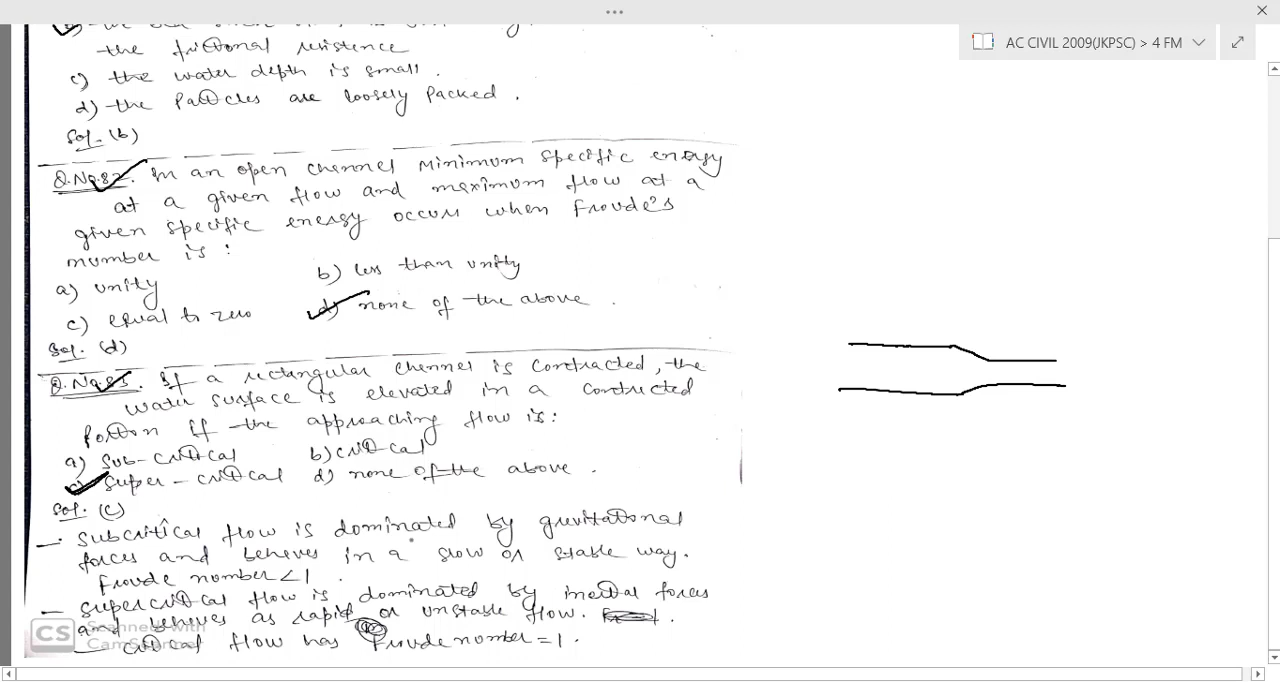 AC CIVIL 2009(JKPSC) > 4 FM
the frictional resistence
c) the water depth is small.
d) the particles are loosely packed.
Sol. (b)
Q.No.82. In an open channel minimum specific energy
at a given flow and maximum flow at a
given specific energy occurs when Froude's
number is:
a) unity b) less than unity
c) equal to zero d) none of the above.
Sol. (d)
Q.No.83. If a rectangular channel is contracted, the
water surface is elevated in a contracted
portion if the approaching flow is:
a) sub-critical b) critical
c) super-critical d) none of the above.
Sol. (c)
— subcritical flow is dominated by gravitational
forces and behaves in a slow or stable way.
Froude number <1.
— supercritical flow is dominated by inertial forces
and behaves as rapid or unstable flow.
— critical flow has Froude number = 1.
CS Scanned with
CamScanner